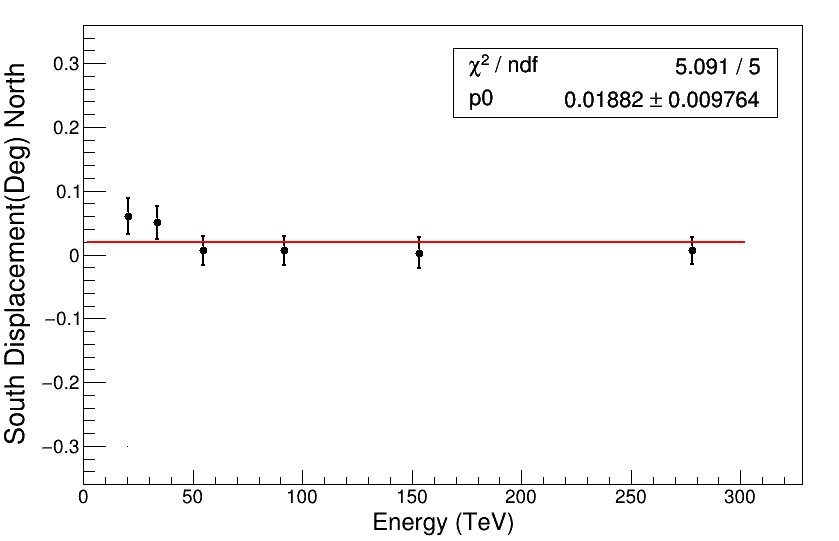 χ² / ndf 5.091 / 5
p0 0.01882 ± 0.009764
South Displacement(Deg) North
0.3
0.2
0.1
0
−0.1
−0.2
−0.3
0 50 100 150 200 250 300
Energy (TeV)